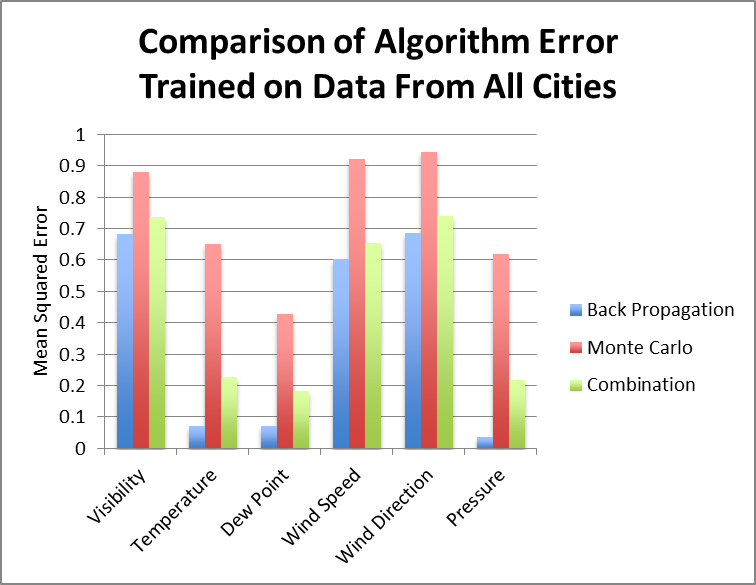 Comparison of Algorithm Error
Trained on Data From All Cities
Mean Squared Error
1
0.9
0.8
0.7
0.6
0.5
0.4
0.3
0.2
0.1
0
Visibility
Temperature
Dew Point
Wind Speed
Wind Direction
Pressure
Back Propagation
Monte Carlo
Combination